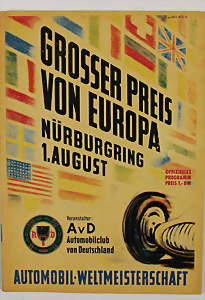 GROSSER PREIS
VON EUROPA
NÜRBURGRING
1. AUGUST
OFFIZIELLES
PROGRAMM
PREIS 1,- DM
Veranstalter:
AvD
Automobilclub
von Deutschland
AUTOMOBIL-WELTMEISTERSCHAFT